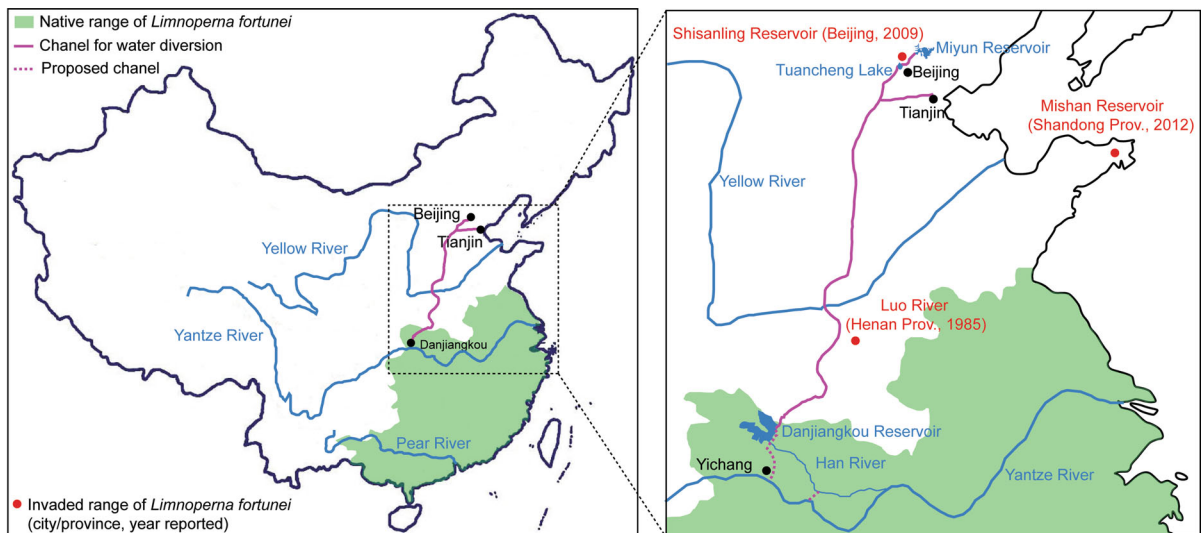 Native range of Limnoperna fortunei
Chanel for water diversion
Proposed chanel
Beijing
Tianjin
Yellow River
Yantze River
Danjiangkou
Pear River
Invaded range of Limnoperna fortunei
(city/province, year reported)
Shisanling Reservoir (Beijing, 2009)
Miyun Reservoir
Tuancheng Lake
Beijing
Tianjin
Mishan Reservoir
(Shandong Prov., 2012)
Yellow River
Luo River
(Henan Prov., 1985)
Danjiangkou Reservoir
Yichang
Han River
Yantze River